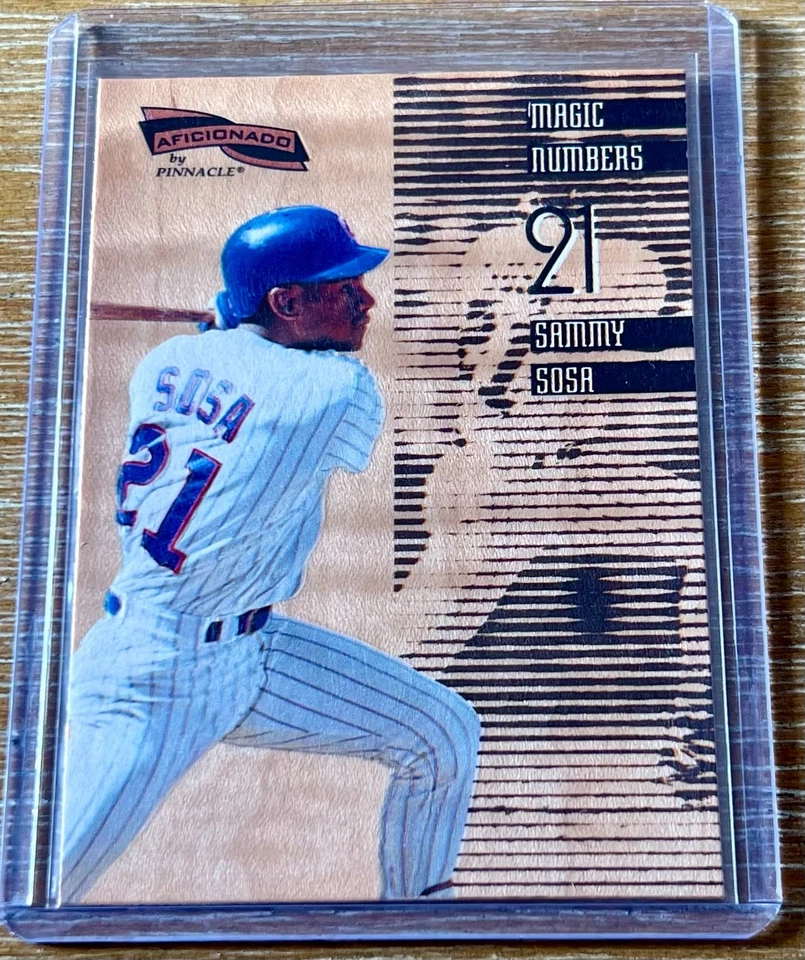 AFICIONADO
by
PINNACLE®
MAGIC
NUMBERS
21
SAMMY
SOSA
SOSA
21